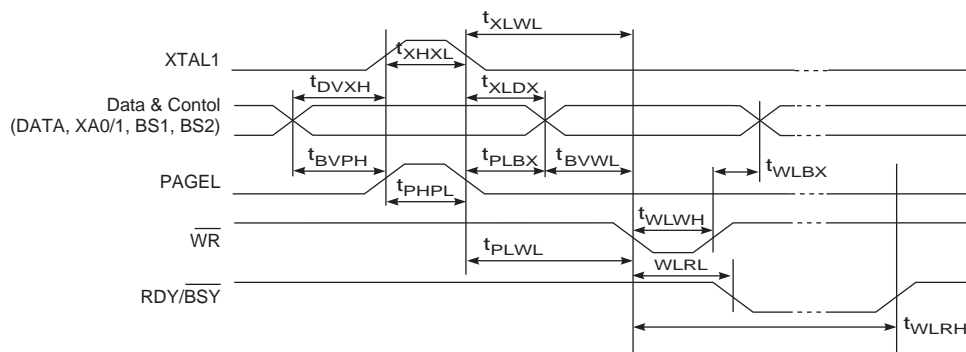 tXLWL
XTAL1
tXHXL
tDVXH
tXLDX
Data & Contol
(DATA, XA0/1, BS1, BS2)
tBVPH
tPLBX
tBVWL
tWLBX
PAGEL
tPHPL
WR
tWLWH
tPLWL
WLRL
RDY/BSY
tWLRH